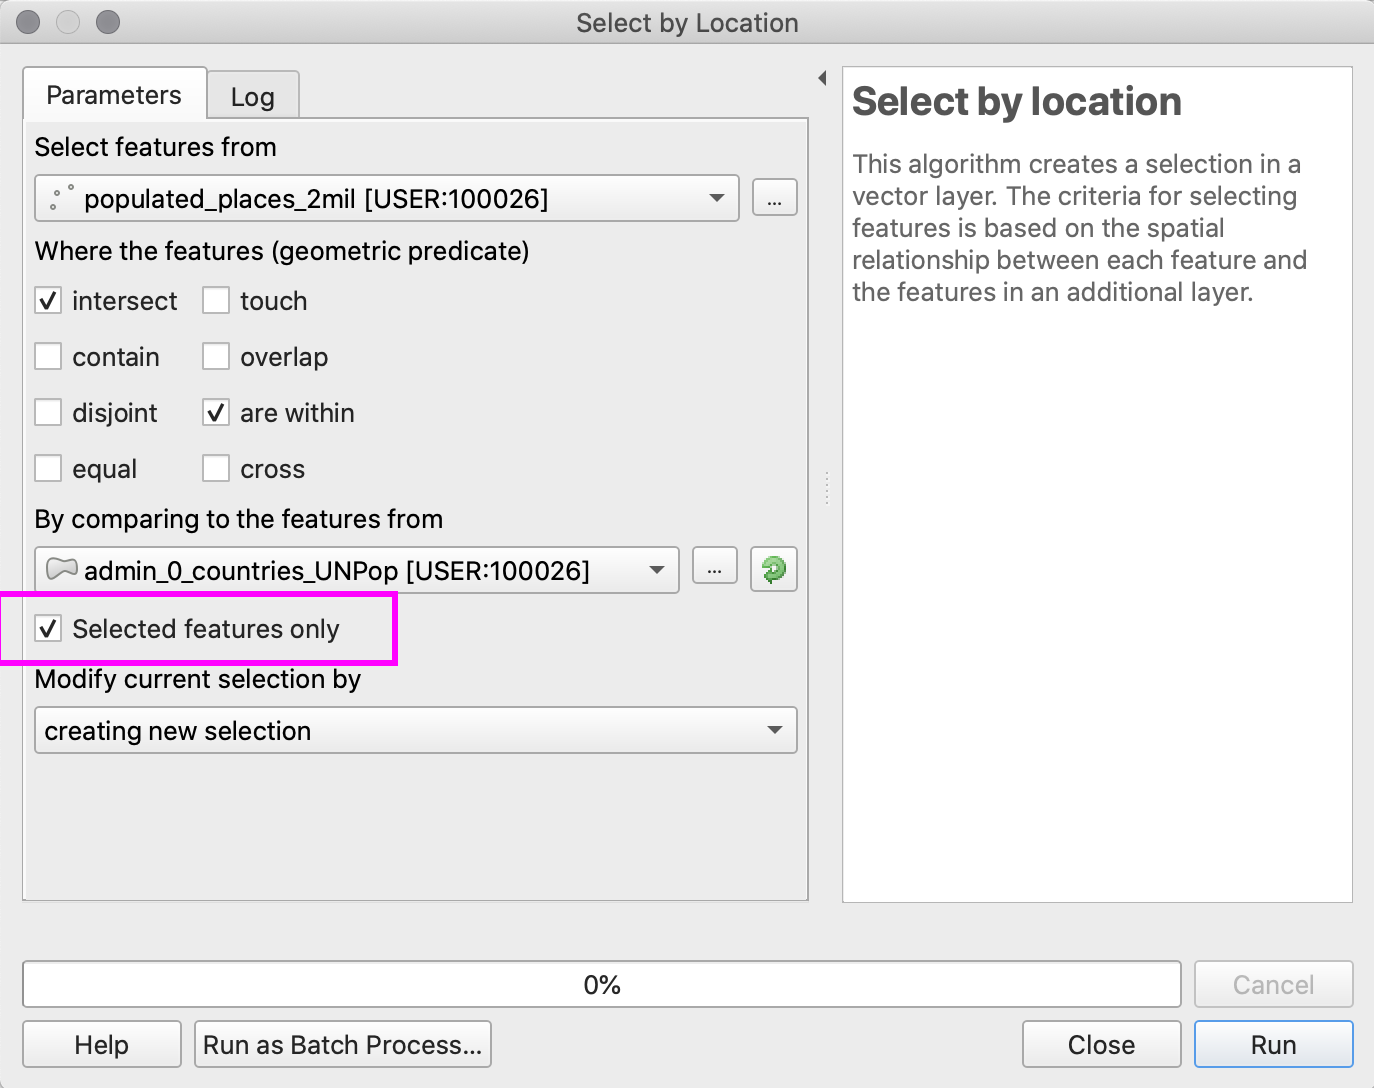 Select by Location
Parameters
Log
Select features from
populated_places_2mil [USER:100026]
...
Where the features (geometric predicate)
intersect
touch
contain
overlap
disjoint
are within
equal
cross
By comparing to the features from
admin_0_countries_UNPop [USER:100026]
...
Selected features only
Modify current selection by
creating new selection
Select by location
This algorithm creates a selection in a
vector layer. The criteria for selecting
features is based on the spatial
relationship between each feature and
the features in an additional layer.
0%
Cancel
Help
Run as Batch Process...
Close
Run